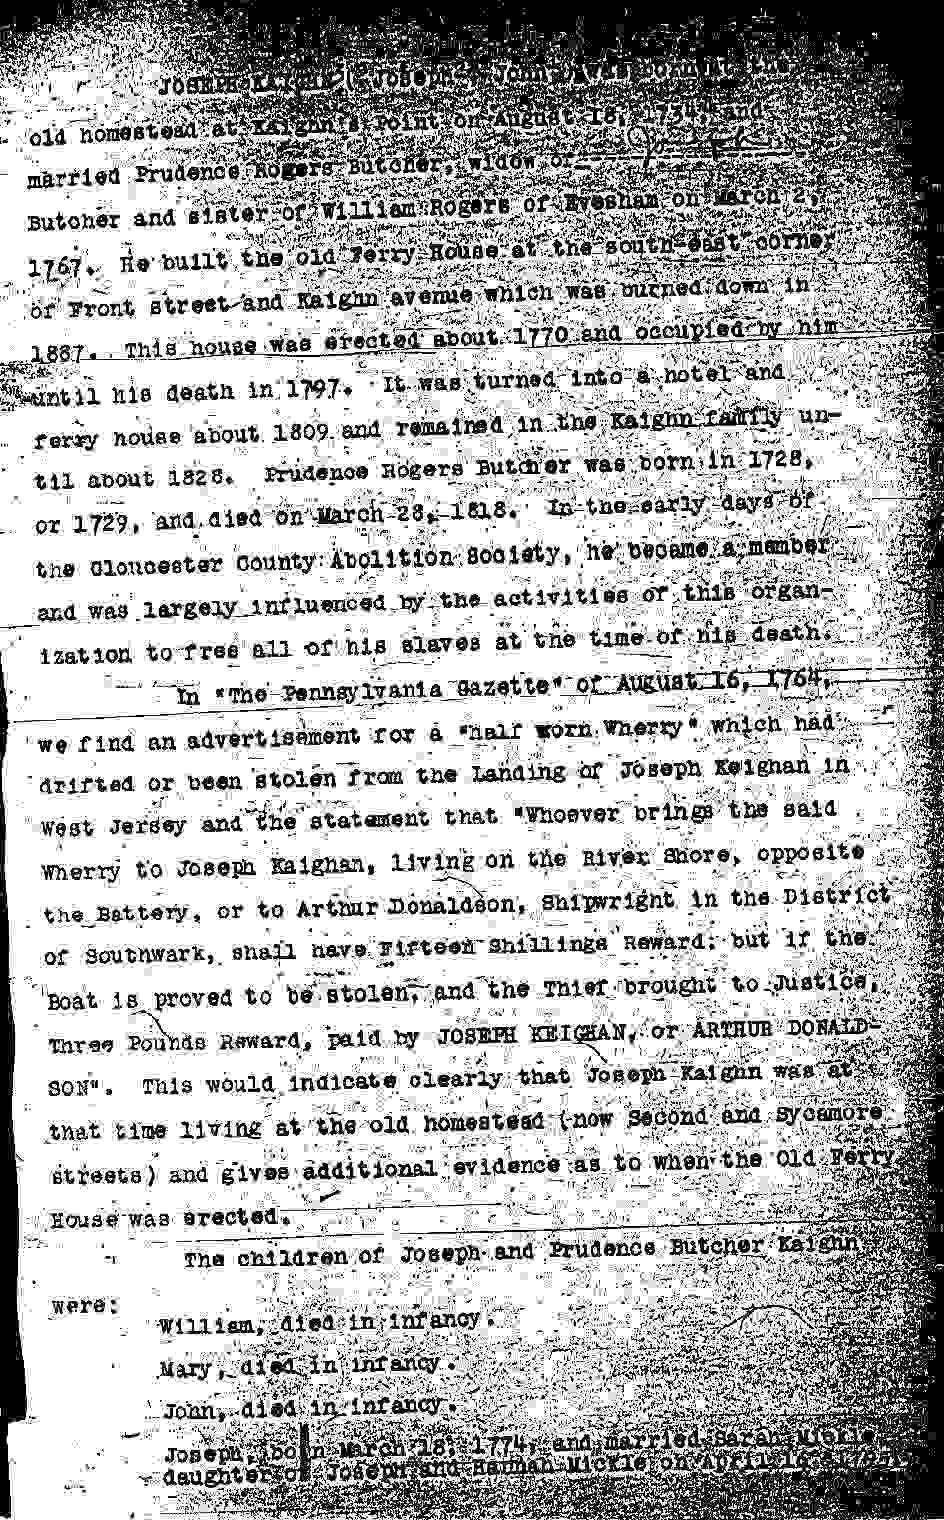 JOSEPH KAIGHN (Joseph, John) was born at the
old homestead at Kaighn's Point on August 18, 1734, and
married Prudence Rogers Butcher, widow of Joseph
Butcher and sister of William Rogers of Evesham on March 2,
1767. He built the old Ferry House at the south-east corner
of Front street and Kaighn avenue which was burned down in
1887. This house was erected about 1770 and occupied by him
until his death in 1797. It was turned into a hotel and
ferry house about 1809 and remained in the Kaighn family un-
til about 1828. Prudence Rogers Butcher was born in 1728,
or 1729, and died on March 28, 1818. In the early days of
the Gloucester County Abolition Society, he became a member
and was largely influenced by the activities of this organ-
ization to free all of his slaves at the time of his death.
In "The Pennsylvania Gazette" of August 16, 1764,
we find an advertisement for a "half worn Wherry" which had
drifted or been stolen from the Landing of Joseph Keighan in
West Jersey and the statement that "Whoever brings the said
Wherry to Joseph Kaighan, living on the River Shore, opposite
the Battery, or to Arthur Donaldson, Shipwright in the District
of Southwark, shall have Fifteen Shillings Reward; but if the
Boat is proved to be stolen, and the Thief brought to Justice,
Three Pounds Reward, paid by JOSEPH KEIGHAN, or ARTHUR DONALD-
SON". This would indicate clearly that Joseph Kaighn was at
that time living at the old homestead (now Second and Sycamore
streets) and gives additional evidence as to when the Old Ferry
House was erected.
The children of Joseph and Prudence Butcher Kaighn
were:
William, died in infancy.
Mary, died in infancy.
John, died in infancy.
Joseph, born March 18, 1774, and married Sarah Mickle
daughter of Joseph and Hannah Mickle on April 16, 1795.